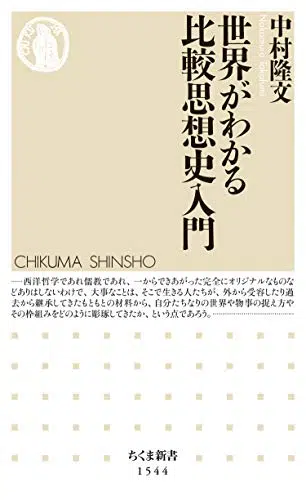 中村隆文
Nakamura Takafumi
世界がわかる
比較思想史入門
CHIKUMA SHINSHO
──西洋哲学であれ儒教であれ、一からできあがった完全にオリジナルなものな
どありはしないわけで、大事なことは、そこで生きる人たちが、外から受容したり過
去から継承してきたもともとの材料から、自分たちなりの世界や物事の捉え方や
その枠組みをどのように彫琢してきたか、という点であろう。…………………
ちくま新書
1544